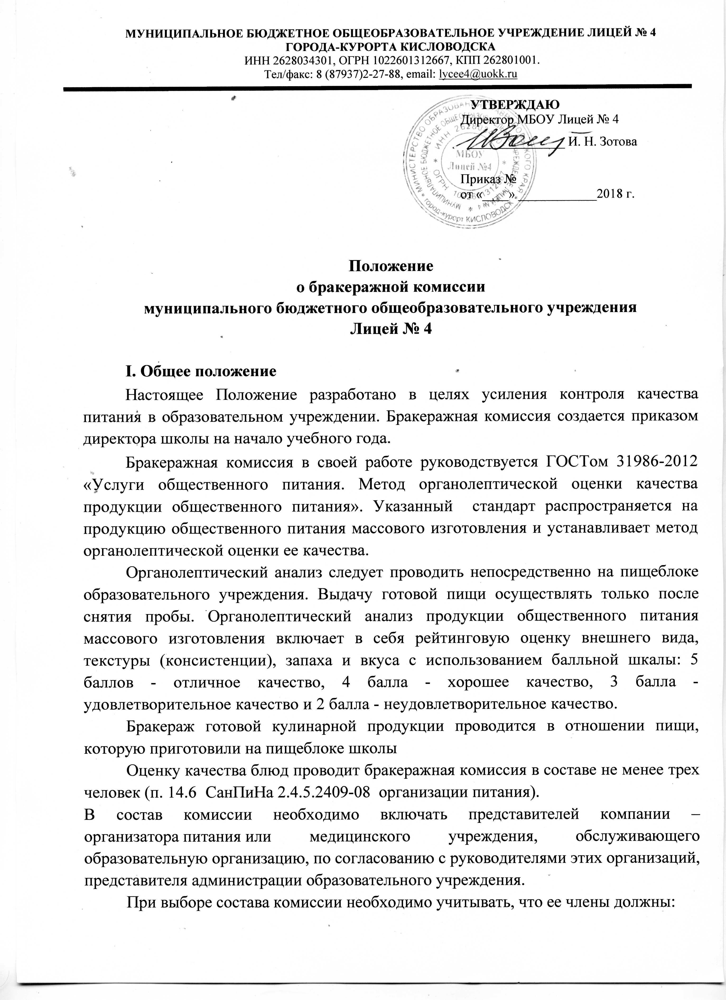 МУНИЦИПАЛЬНОЕ БЮДЖЕТНОЕ ОБЩЕОБРАЗОВАТЕЛЬНОЕ УЧРЕЖДЕНИЕ ЛИЦЕЙ № 4
ГОРОДА-КУРОРТА КИСЛОВОДСКА
ИНН 2628034301, ОГРН 1022601312667, КПП 262801001.
Тел/факс: 8 (87937)2-27-88, email: lycee4@uokk.ru
УТВЕРЖДАЮ
Директор МБОУ Лицей № 4
И. Н. Зотова
МБОУ
Лицей №4
Приказ №
от «____» ____________2018 г.
город-курорт КИСЛОВОДСК
Положение
о бракеражной комиссии
муниципального бюджетного общеобразовательного учреждения
Лицей № 4
I. Общее положение
Настоящее Положение разработано в целях усиления контроля качества
питания в образовательном учреждении. Бракеражная комиссия создается приказом
директора школы на начало учебного года.
Бракеражная комиссия в своей работе руководствуется ГОСТом 31986-2012
«Услуги общественного питания. Метод органолептической оценки качества
продукции общественного питания». Указанный стандарт распространяется на
продукцию общественного питания массового изготовления и устанавливает метод
органолептической оценки ее качества.
Органолептический анализ следует проводить непосредственно на пищеблоке
образовательного учреждения. Выдачу готовой пищи осуществлять только после
снятия пробы. Органолептический анализ продукции общественного питания
массового изготовления включает в себя рейтинговую оценку внешнего вида,
текстуры (консистенции), запаха и вкуса с использованием балльной шкалы: 5
баллов - отличное качество, 4 балла - хорошее качество, 3 балла -
удовлетворительное качество и 2 балла - неудовлетворительное качество.
Бракераж готовой кулинарной продукции проводится в отношении пищи,
которую приготовили на пищеблоке школы
Оценку качества блюд проводит бракеражная комиссия в составе не менее трех
человек (п. 14.6 СанПиНа 2.4.5.2409-08 организации питания).
В состав комиссии необходимо включать представителей компании –
организатора питания или медицинского учреждения, обслуживающего
образовательную организацию, по согласованию с руководителями этих организаций,
представителя администрации образовательного учреждения.
При выборе состава комиссии необходимо учитывать, что ее члены должны: